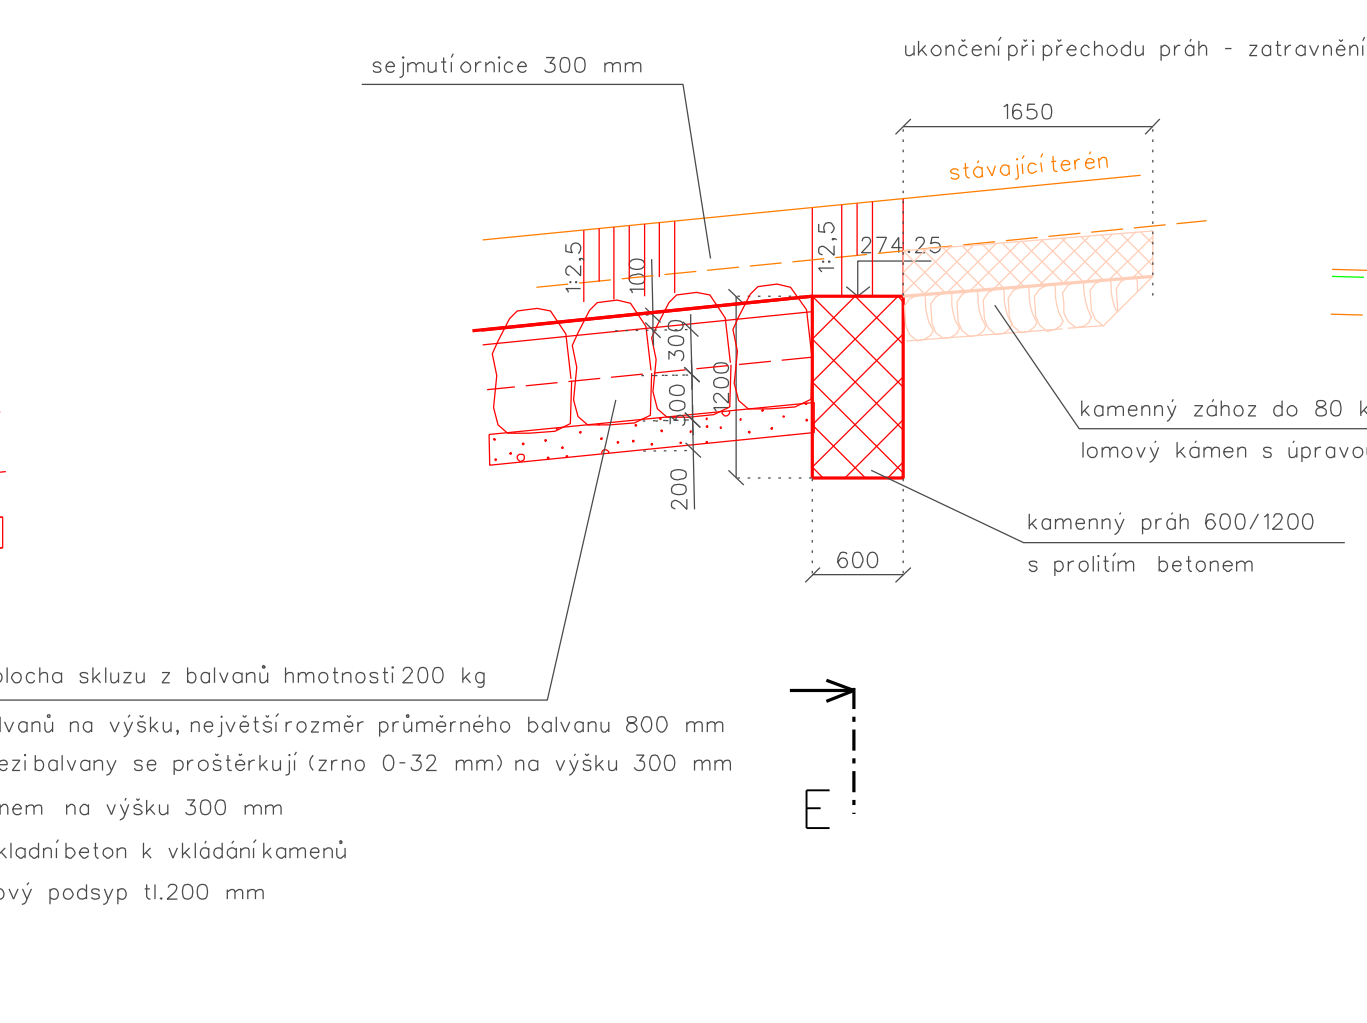 ukončení při přechodu práh - zatravnění
sejmutí ornice 300 mm
1650
stávající terén
1:2,5
1:2,5
274.25
100
300
300
1200
200
600
kamenný zához do 80 k
lomový kámen s úpravou
kamenný práh 600/1200
s prolitím betonem
plocha skluzu z balvanů hmotnosti 200 kg
lvanů na výšku, největší rozměr průměrného balvanu 800 mm
ezi balvany se proštěrkují (zrno 0-32 mm) na výšku 300 mm
nem na výšku 300 mm
kladní beton k vkládání kamenů
ový podsyp tl.200 mm
E